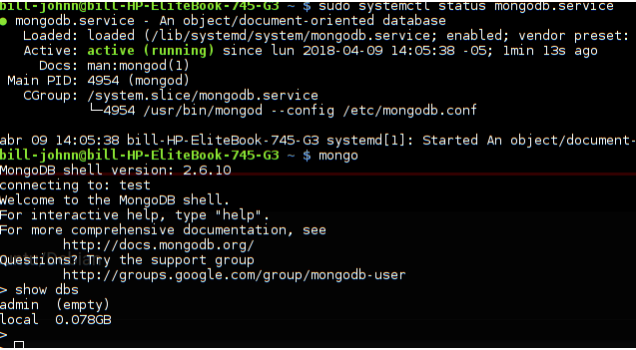 bill-johnn@bill-HP-EliteBook-745-G3 ~ $ sudo systemctl status mongodb.service
● mongodb.service - An object/document-oriented database
Loaded: loaded (/lib/systemd/system/mongodb.service; enabled; vendor preset:
Active: active (running) since lun 2018-04-09 14:05:38 -05; 1min 13s ago
Docs: man:mongod(1)
Main PID: 4954 (mongod)
CGroup: /system.slice/mongodb.service
└─4954 /usr/bin/mongod --config /etc/mongodb.conf
abr 09 14:05:38 bill-HP-EliteBook-745-G3 systemd[1]: Started An object/document-
bill-johnn@bill-HP-EliteBook-745-G3 ~ $ mongo
MongoDB shell version: 2.6.10
connecting to: test
Welcome to the MongoDB shell.
For interactive help, type "help".
For more comprehensive documentation, see
http://docs.mongodb.org/
Questions? Try the support group
http://groups.google.com/group/mongodb-user
> show dbs
admin (empty)
local 0.078GB
>
>